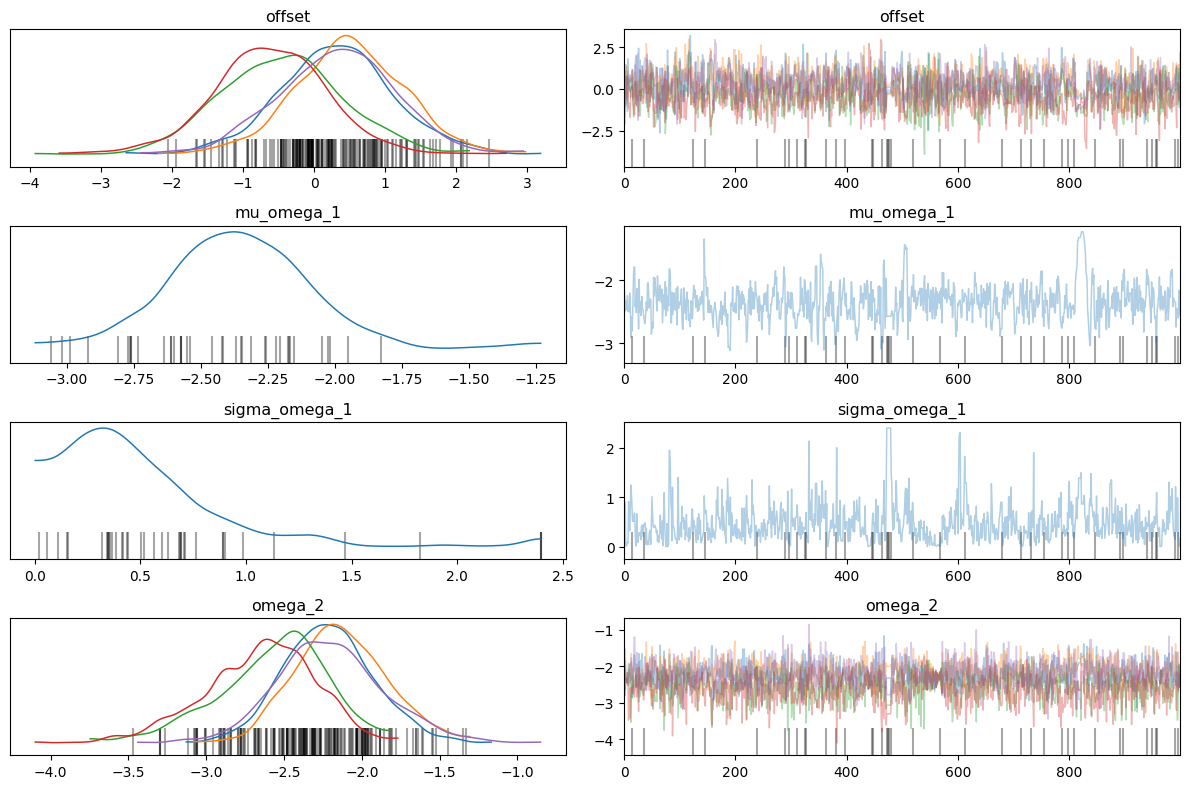 offset offset
2.5
0.0
−2.5
−4 −3 −2 −1 0 1 2 3 0 200 400 600 800
mu_omega_1 mu_omega_1
−2
−3
−3.00 −2.75 −2.50 −2.25 −2.00 −1.75 −1.50 −1.25 0 200 400 600 800
sigma_omega_1 sigma_omega_1
2
1
0
0.0 0.5 1.0 1.5 2.0 2.5 0 200 400 600 800
omega_2 omega_2
−1
−2
−3
−4
−4.0 −3.5 −3.0 −2.5 −2.0 −1.5 −1.0 0 200 400 600 800